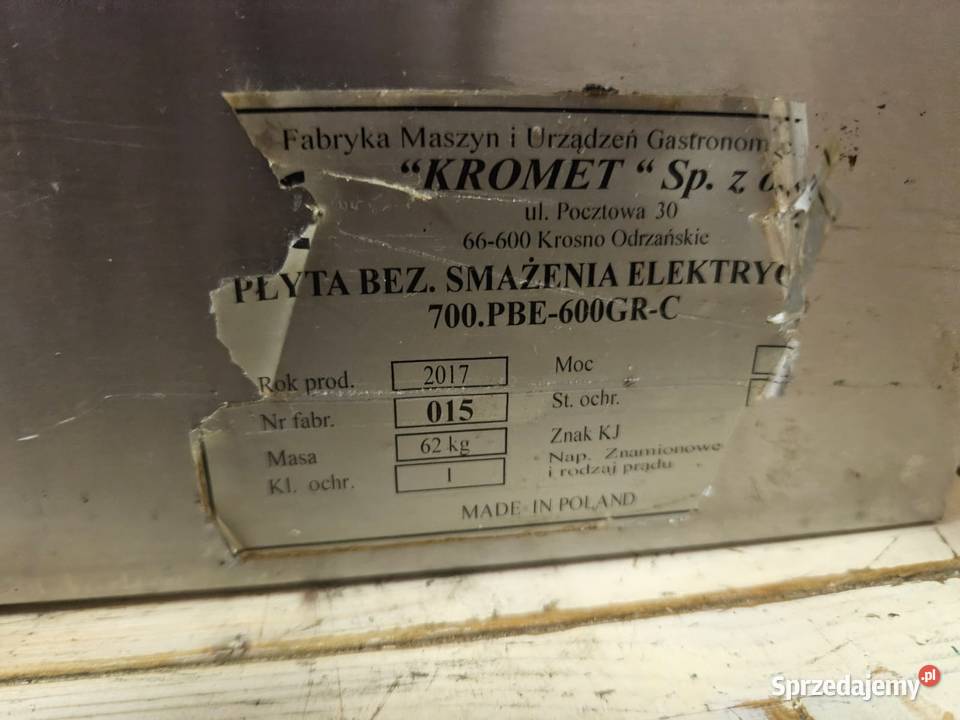 Fabryka Maszyn i Urządzeń Gastronom
"KROMET " Sp. z o.o.
ul. Pocztowa 30
66-600 Krosno Odrzańskie
PŁYTA BEZ. SMAŻENIA ELEKTRYC
700.PBE-600GR-C
Rok prod. 2017
Moc
Nr fabr. 015
St. ochr.
Masa 62 kg
Znak KJ
Kl. ochr. I
Nap. Znamionowe
i rodzaj prądu
MADE IN POLAND
Sprzedajemy.pl